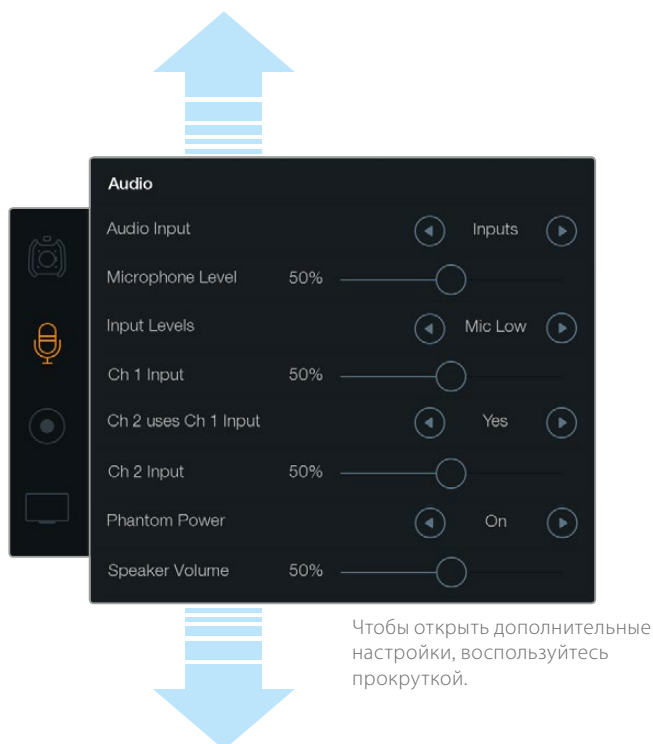 Audio
Audio Input Inputs
Microphone Level 50%
Input Levels Mic Low
Ch 1 Input 50%
Ch 2 uses Ch 1 Input Yes
Ch 2 Input 50%
Phantom Power On
Speaker Volume 50%
Чтобы открыть дополнительные
настройки, воспользуйтесь
прокруткой.